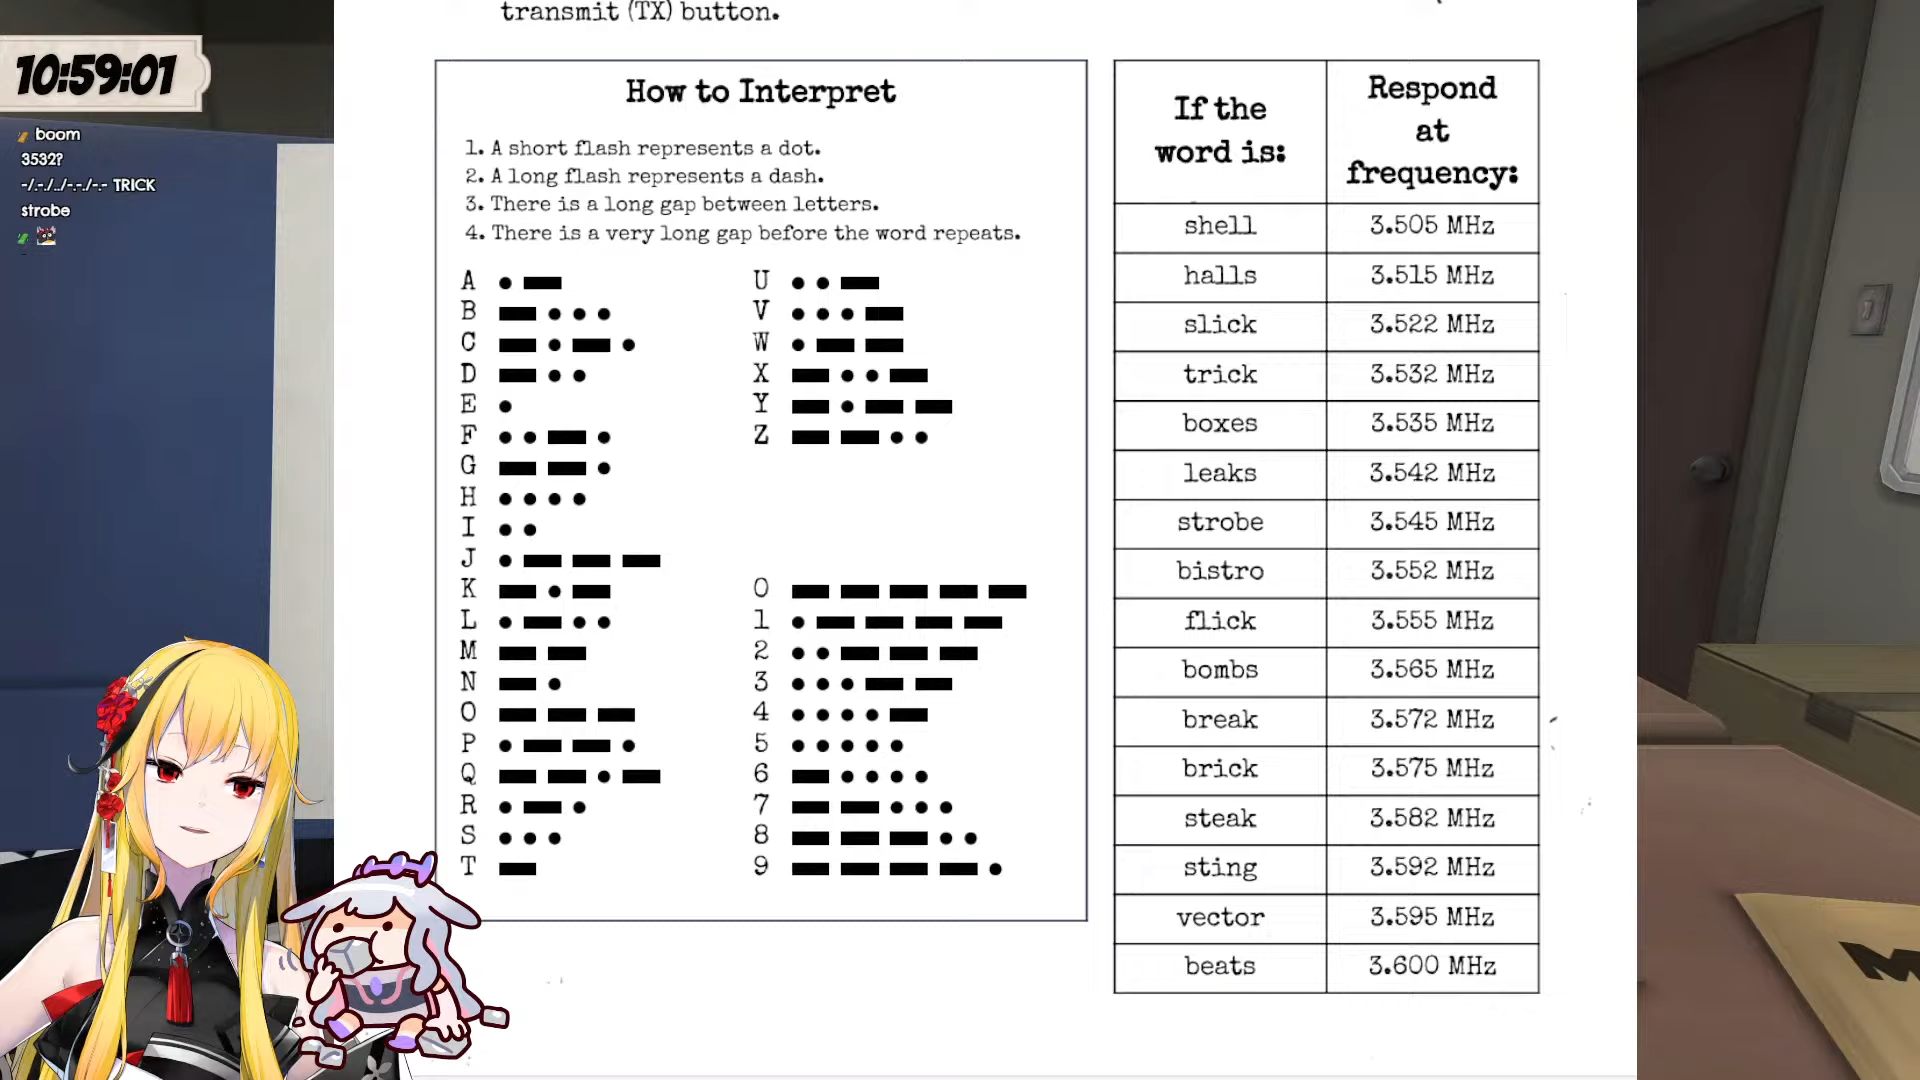 transmit (TX) button.
10:59:01
boom
3532?
-/.-./../-.-./-.- TRICK
strobe
How to Interpret
1. A short flash represents a dot.
2. A long flash represents a dash.
3. There is a long gap between letters.
4. There is a very long gap before the word repeats.
A
B
C
D
E
F
G
H
I
J
K
L
M
N
O
P
Q
R
S
T
U
V
W
X
Y
Z
0
1
2
3
4
5
6
7
8
9
If the word is: Respond at frequency:
shell 3.505 MHz
halls 3.515 MHz
slick 3.522 MHz
trick 3.532 MHz
boxes 3.535 MHz
leaks 3.542 MHz
strobe 3.545 MHz
bistro 3.552 MHz
flick 3.555 MHz
bombs 3.565 MHz
break 3.572 MHz
brick 3.575 MHz
steak 3.582 MHz
sting 3.592 MHz
vector 3.595 MHz
beats 3.600 MHz